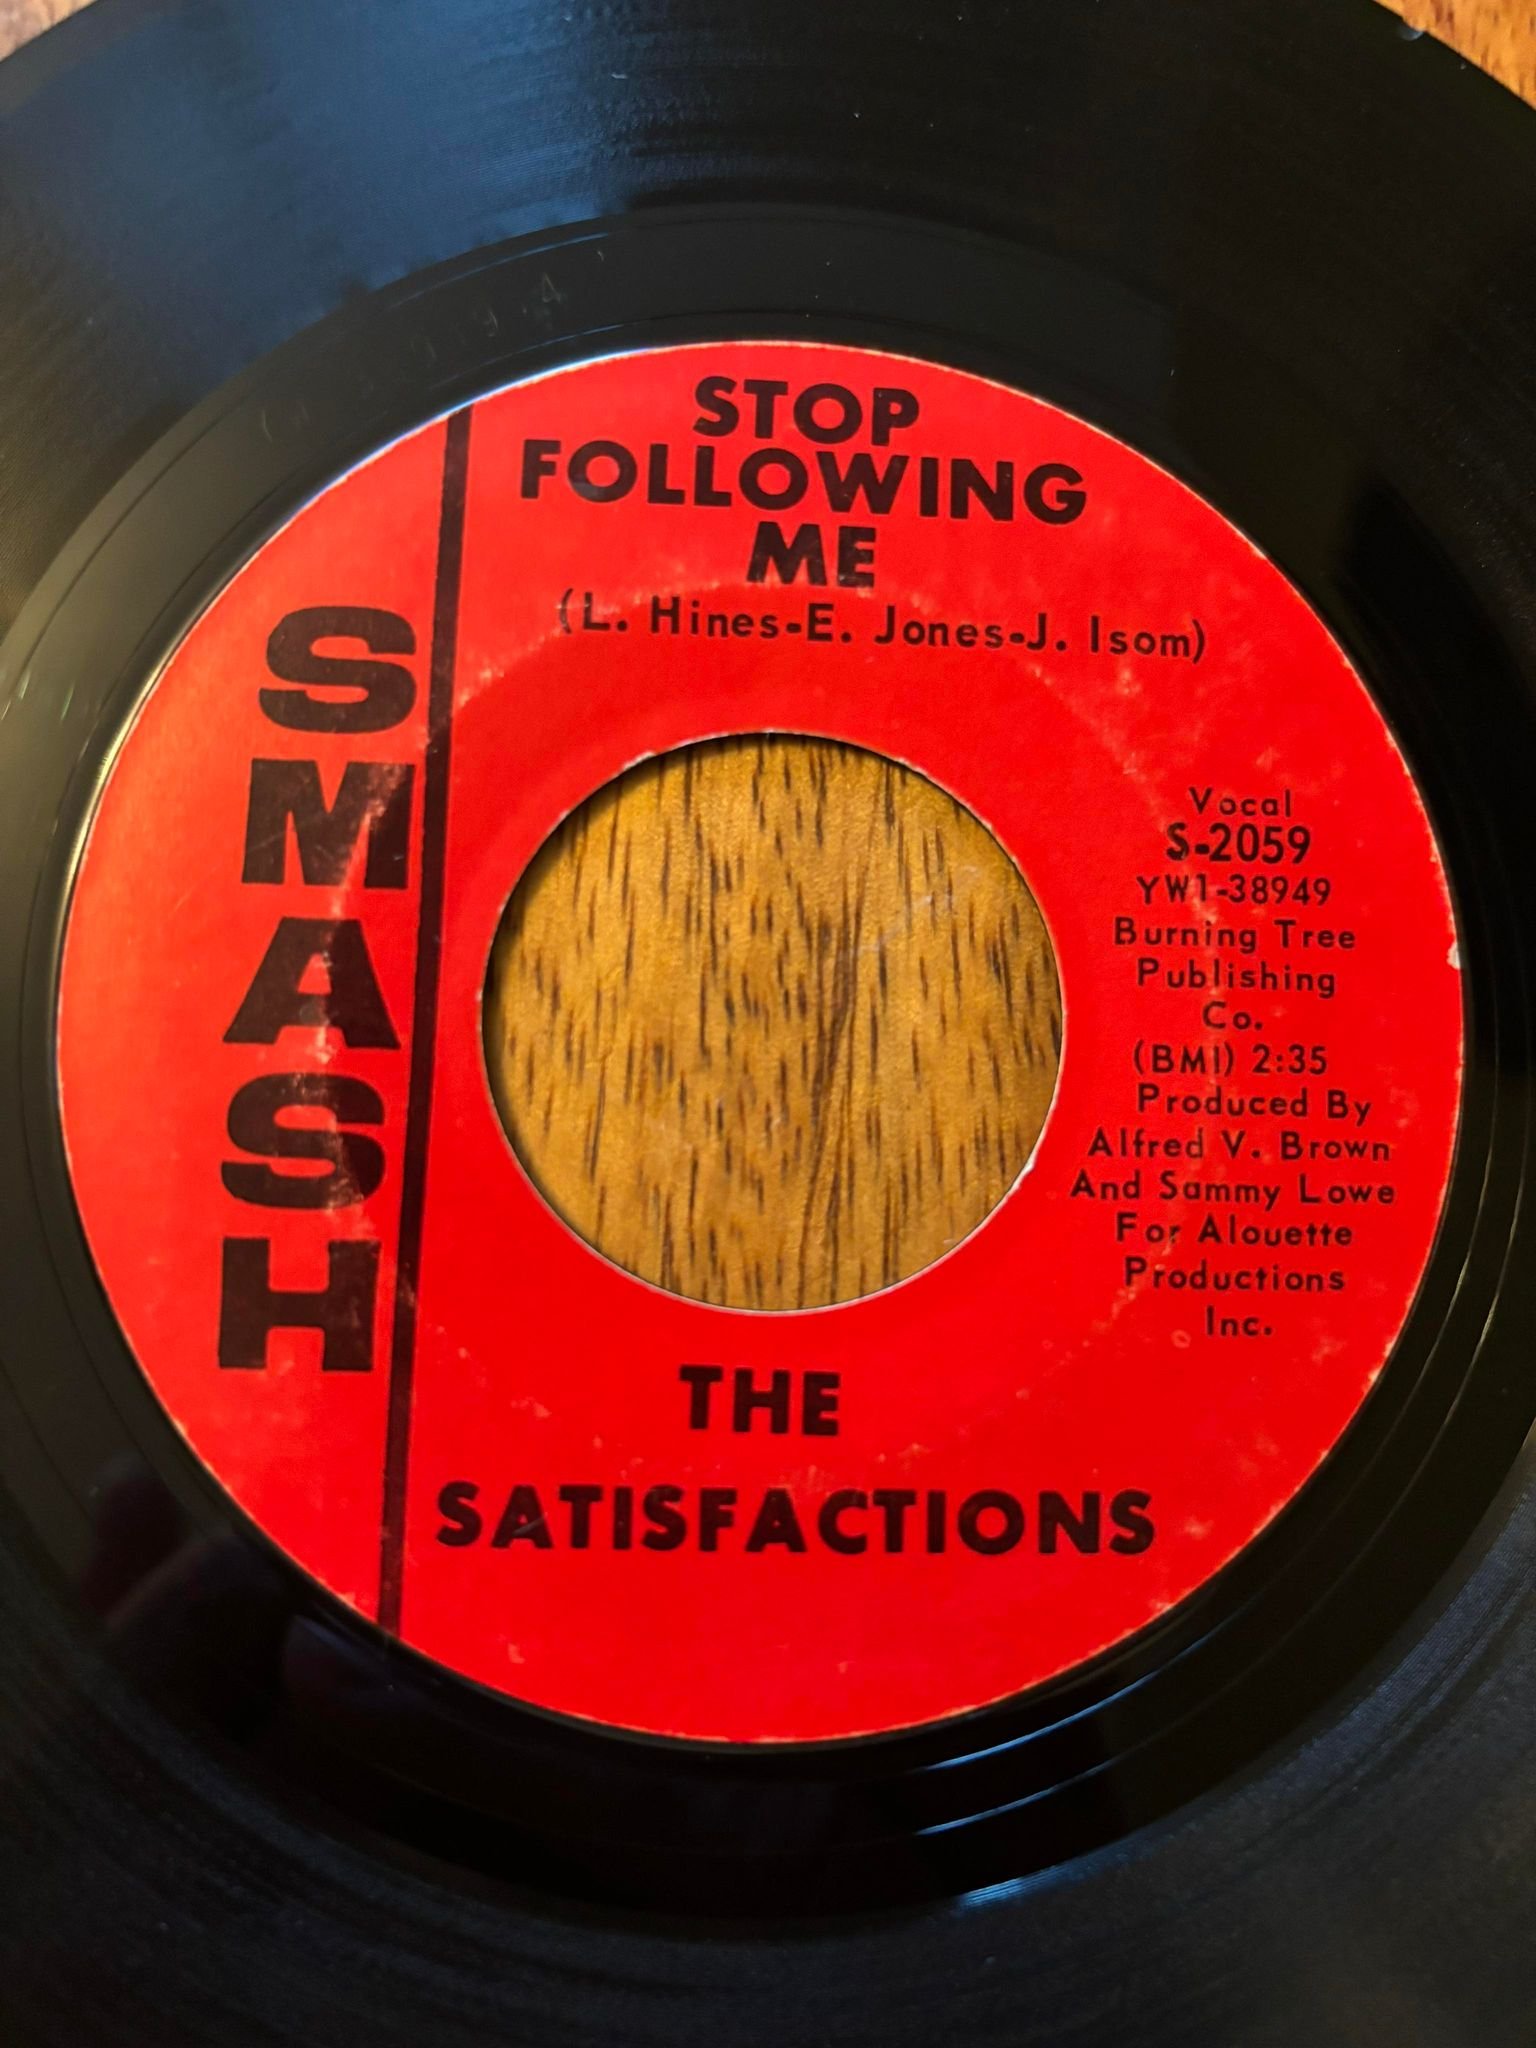 STOP
FOLLOWING
ME
(L. Hines-E. Jones-J. Isom)
SMASH
Vocal
S-2059
YW1-38949
Burning Tree
Publishing
Co.
(BMI) 2:35
Produced By
Alfred V. Brown
And Sammy Lowe
For Alouette
Productions
Inc.
THE
SATISFACTIONS